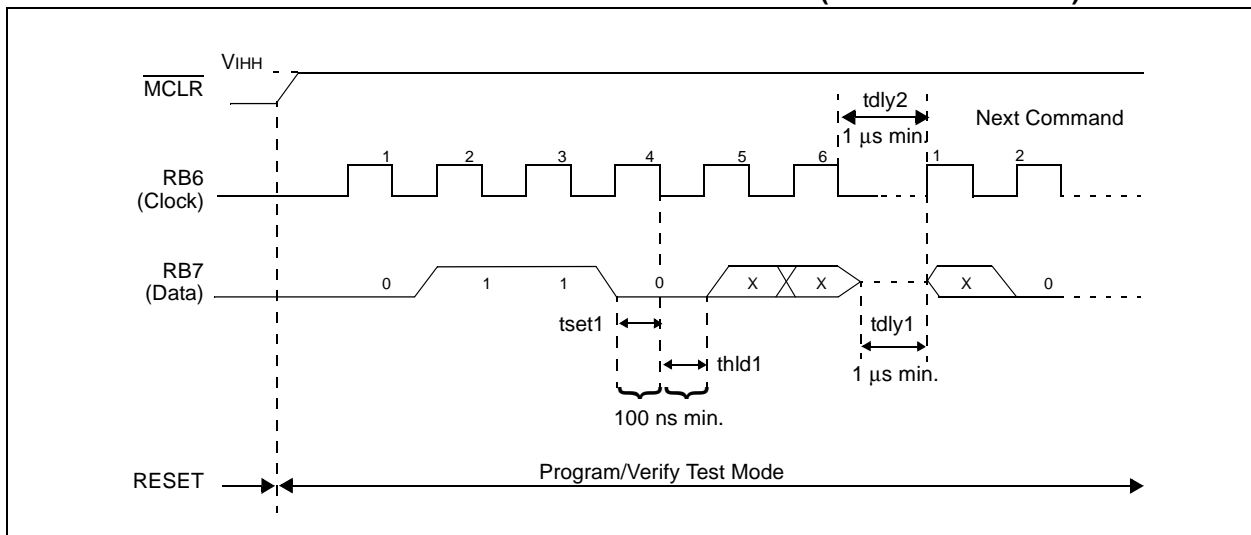 VIHH
MCLR
tdly2
1 µs min.
Next Command
RB6
(Clock)
1 2 3 4 5 6 1 2
RB7
(Data)
0 1 1 0 X X X 0
tset1
thld1
tdly1
1 µs min.
100 ns min.
RESET
Program/Verify Test Mode